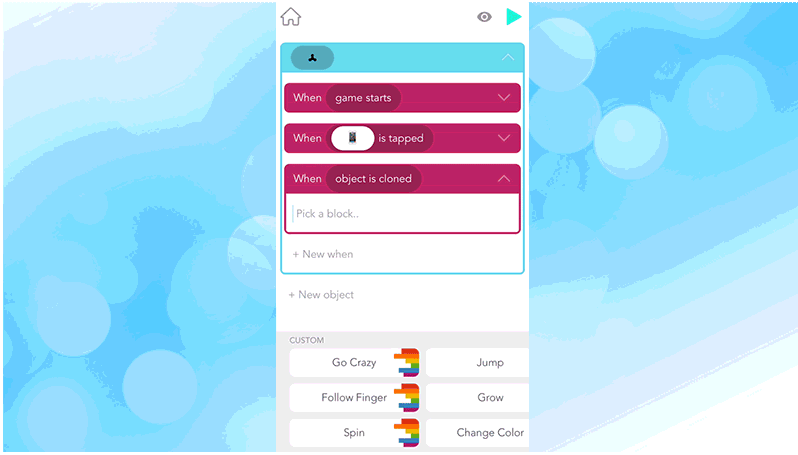 When game starts
When is tapped
When object is cloned
Pick a block..
+ New when
+ New object
CUSTOM
Go Crazy Jump
Follow Finger Grow
Spin Change Color